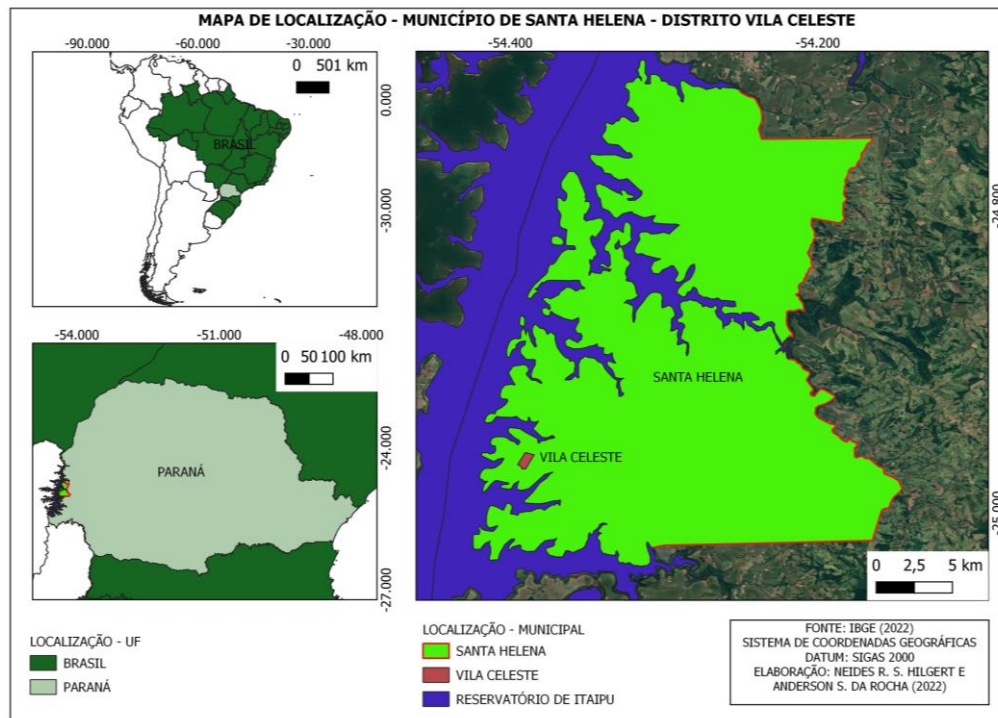 MAPA DE LOCALIZAÇÃO - MUNICÍPIO DE SANTA HELENA - DISTRITO VILA CELESTE
-90.000 -60.000 -30.000
0 501 km
0.000
BRASIL
-30.000
-54.000 -51.000 -48.000
0 50 100 km
-24.000
PARANÁ
-27.000
-54.400 -54.200
-24.800
SANTA HELENA
VILA CELESTE
-25.000
0 2,5 5 km
LOCALIZAÇÃO - UF
BRASIL
PARANÁ
LOCALIZAÇÃO - MUNICIPAL
SANTA HELENA
VILA CELESTE
RESERVATÓRIO DE ITAIPU
FONTE: IBGE (2022)
SISTEMA DE COORDENADAS GEOGRÁFICAS
DATUM: SIGAS 2000
ELABORAÇÃO: NEIDES R. S. HILGERT E
ANDERSON S. DA ROCHA (2022)